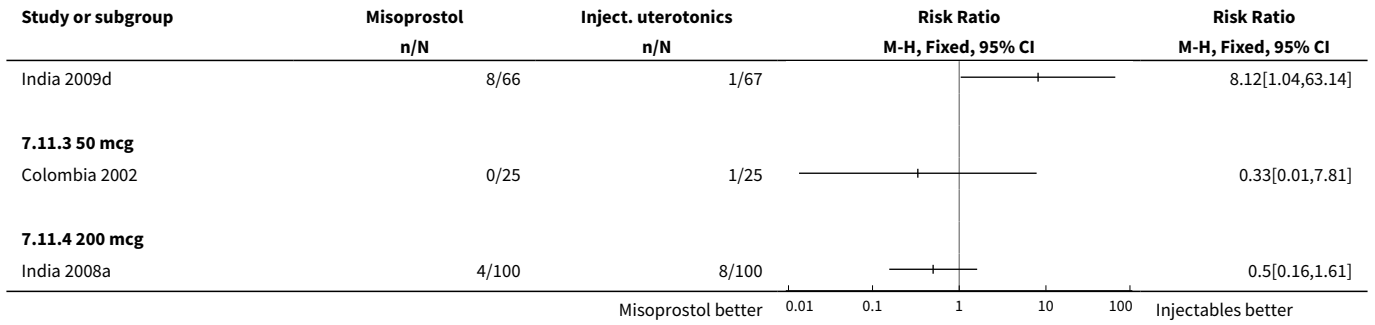 Study or subgroup Misoprostol Inject. uterotonics Risk Ratio Risk Ratio
n/N n/N M-H, Fixed, 95% CI M-H, Fixed, 95% CI
India 2009d 8/66 1/67 8.12[1.04,63.14]
7.11.3 50 mcg
Colombia 2002 0/25 1/25 0.33[0.01,7.81]
7.11.4 200 mcg
India 2008a 4/100 8/100 0.5[0.16,1.61]
Misoprostol better 0.01 0.1 1 10 100 Injectables better